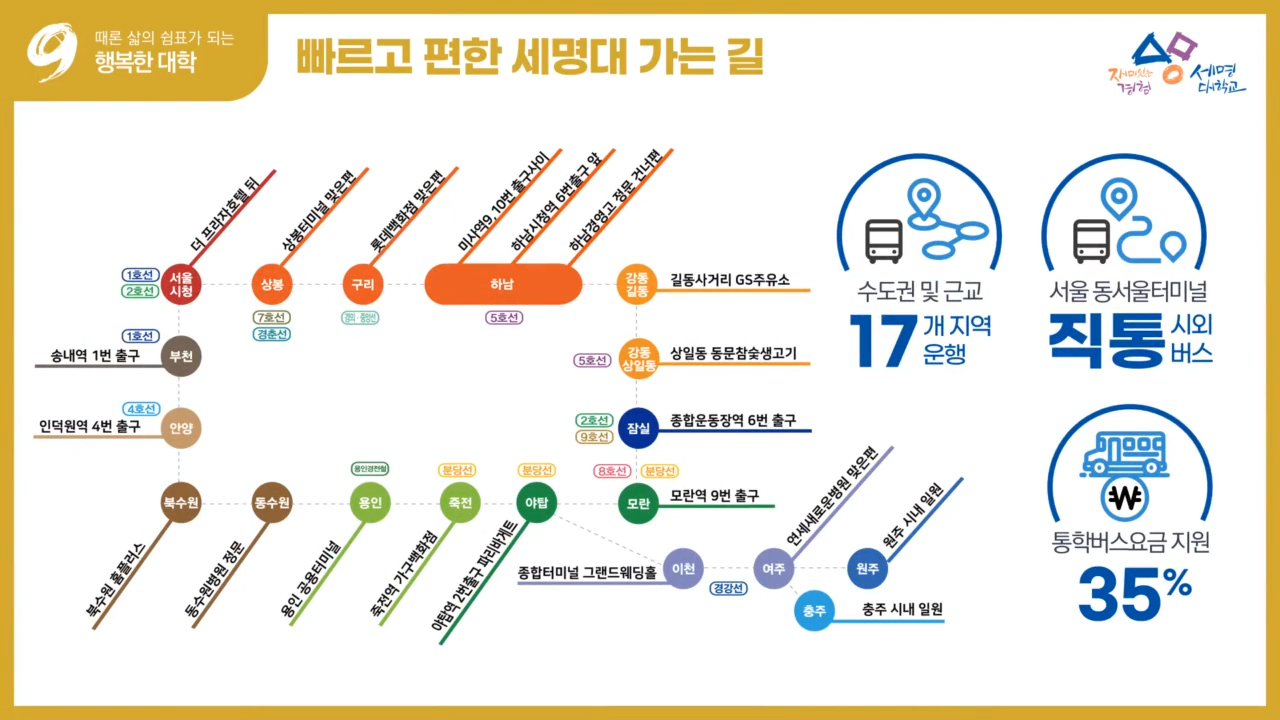 때론 삶의 쉼표가 되는
행복한 대학
빠르고 편한 세명대 가는 길
재미있는
경험
세명
대학교
더 프라자호텔 뒤
상봉터미널 맞은편
롯데백화점 맞은편
미사역9, 10번 출구사이
하남시청역 6번출구 앞
하남경영고 정문 건너편
1호선
2호선
서울
시청
상봉
구리
하남
강동
길동
길동사거리 GS주유소
7호선
경춘선
경의·중앙선
5호선
1호선
송내역 1번 출구
부천
5호선
강동
상일동
상일동 동문참숯생고기
4호선
인덕원역 4번 출구
안양
2호선
9호선
잠실
종합운동장역 6번 출구
용인경전철
분당선
분당선
8호선
분당선
북수원
동수원
용인
죽전
야탑
모란
모란역 9번 출구
북수원 홈플러스
동수원병원 정문
용인 공용터미널
죽전역 가구백화점
야탑역 2번출구 파리바게트
연세새로운병원 맞은편
원주 시내 일원
종합터미널 그랜드웨딩홀
이천
경강선
여주
원주
충주
충주 시내 일원
수도권 및 근교
17개 지역
운행
서울 동서울터미널
직통 시외
버스
₩
통학버스요금 지원
35%